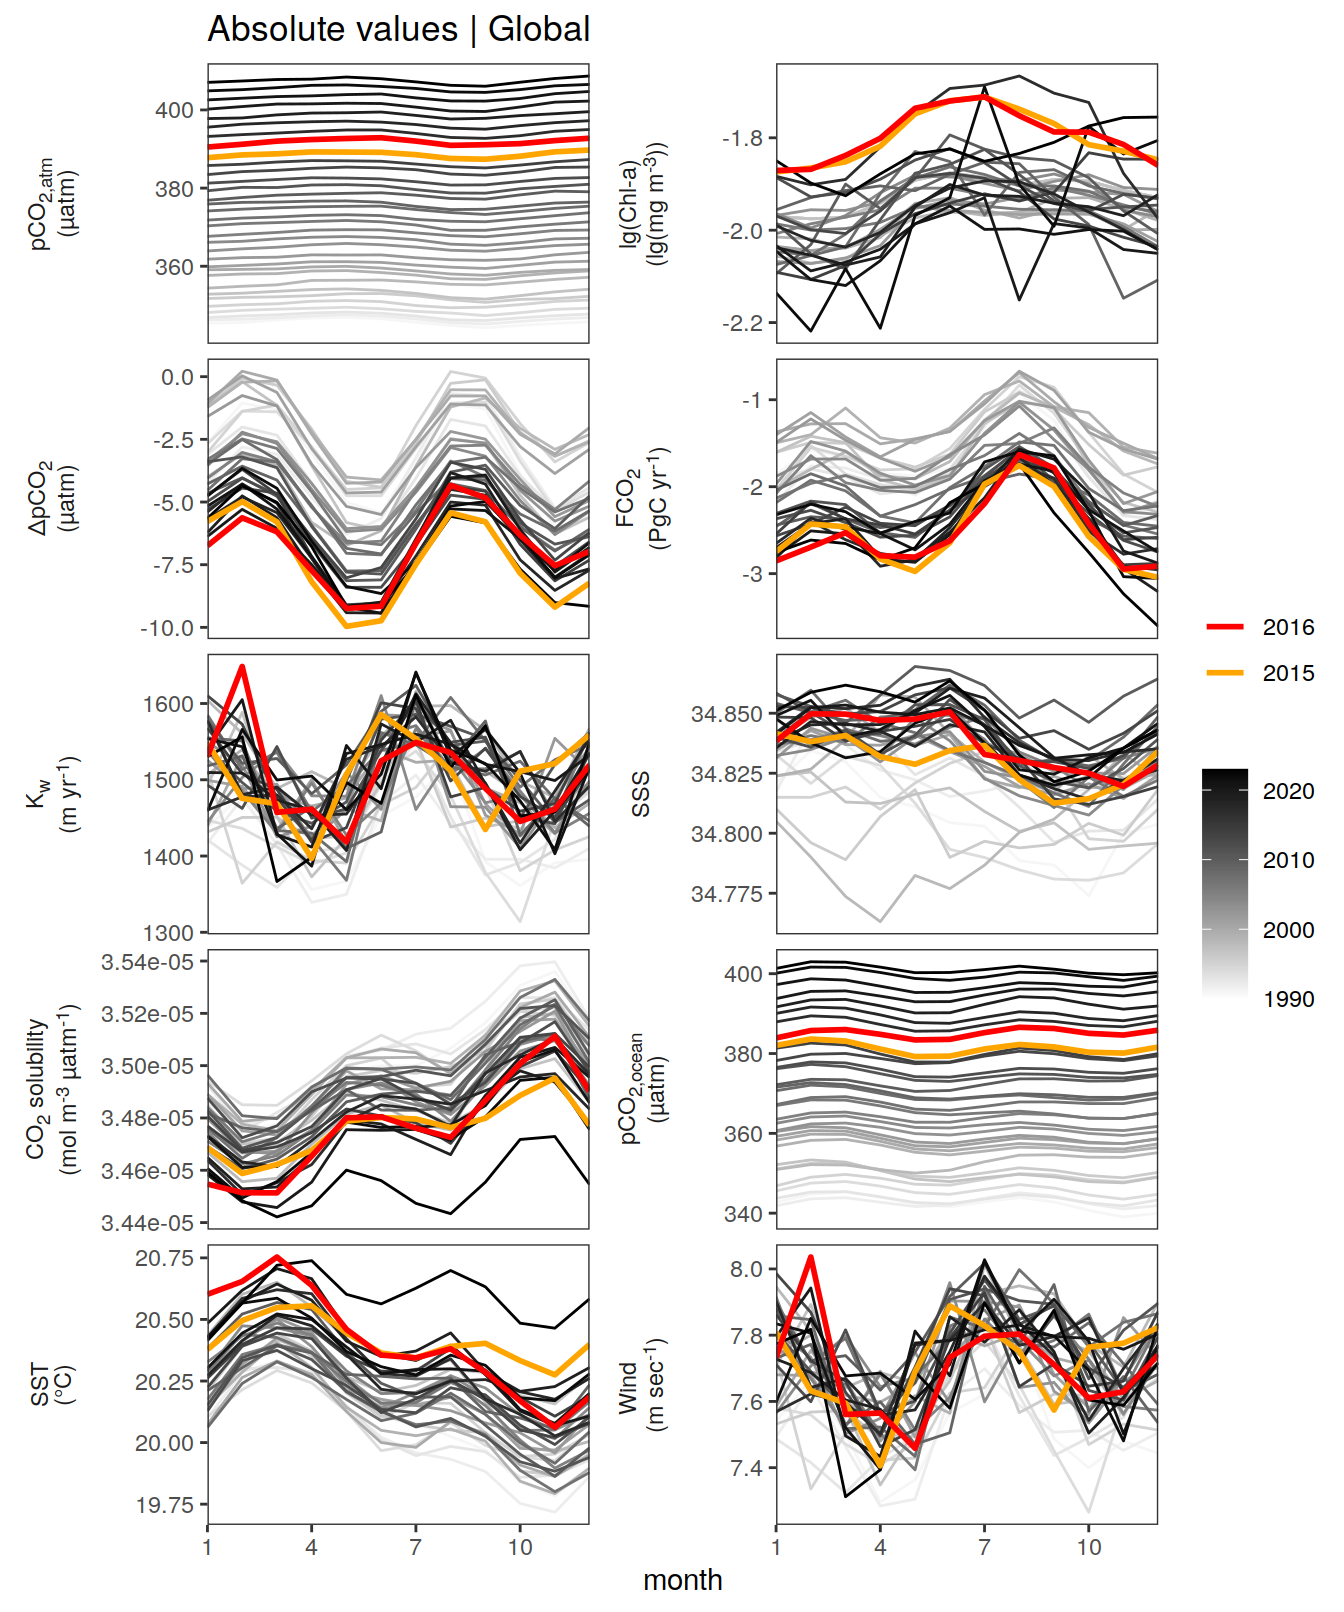 Absolute values | Global
pCO2,atm
(µatm)
400
380
360
lg(Chl-a)
(lg(mg m-3))
-1.8
-2.0
-2.2
ΔpCO2
(µatm)
0.0
-2.5
-5.0
-7.5
-10.0
FCO2
(PgC yr-1)
-1
-2
-3
Kw
(m yr-1)
1600
1500
1400
1300
SSS
34.850
34.825
34.800
34.775
CO2 solubility
(mol m-3 µatm-1)
3.54e-05
3.52e-05
3.50e-05
3.48e-05
3.46e-05
3.44e-05
pCO2,ocean
(µatm)
400
380
360
340
SST
(°C)
20.75
20.50
20.25
20.00
19.75
Wind
(m sec-1)
8.0
7.8
7.6
7.4
1 4 7 10
1 4 7 10
month
2016
2015
2020
2010
2000
1990